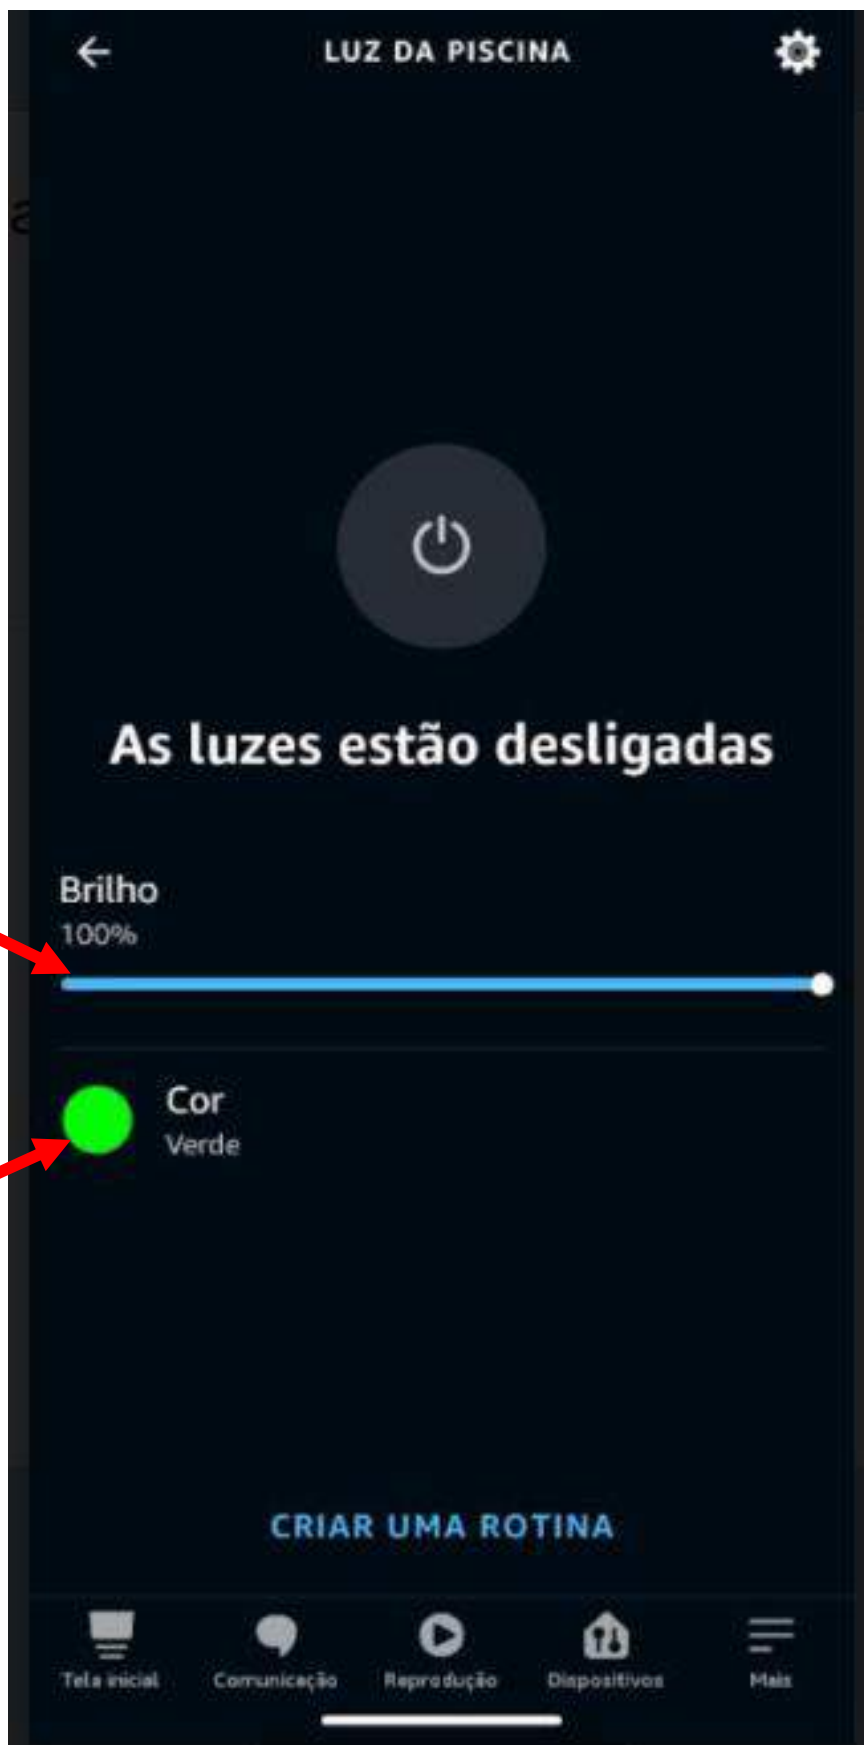 LUZ DA PISCINA
As luzes estão desligadas
Brilho
100%
Cor
Verde
CRIAR UMA ROTINA
Tela inicial
Comunicação
Reprodução
Dispositivos
Mais